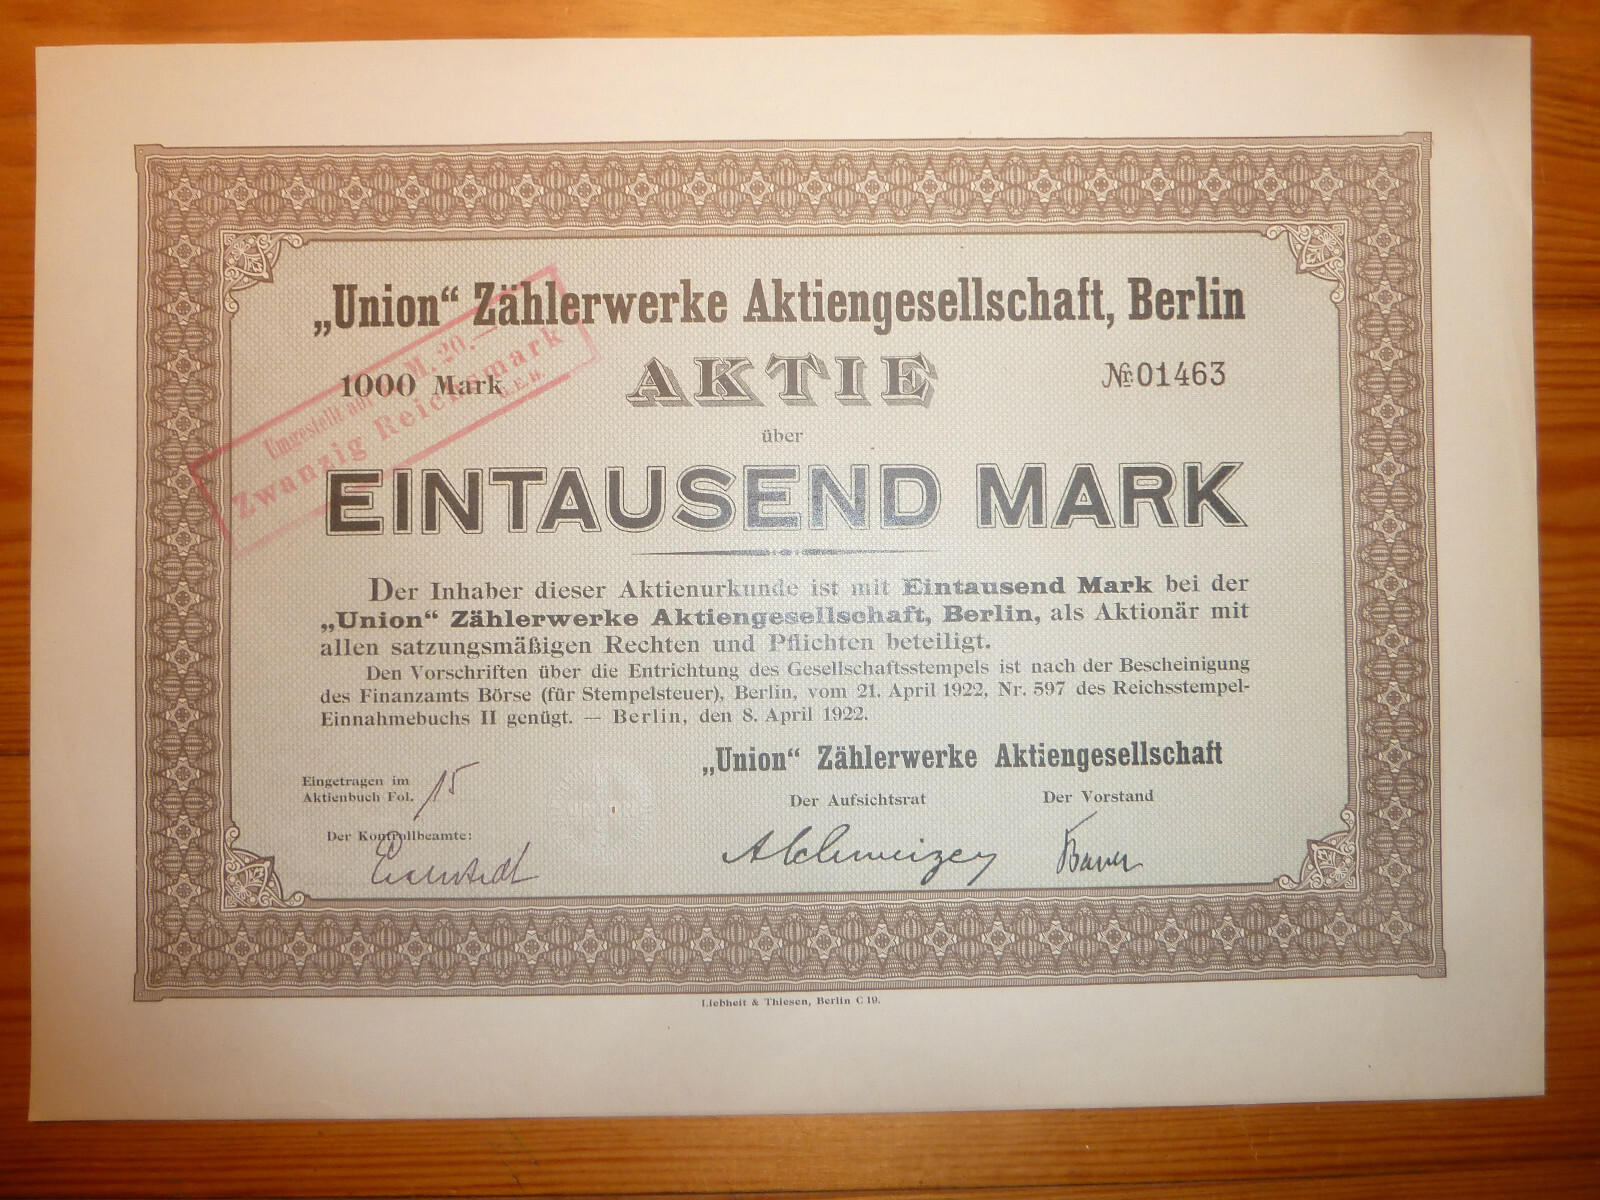 „Union“ Zählerwerke Aktiengesellschaft, Berlin
1000 Mark
AKTIE
№ 01463
Umgestellt auf M. 20.—
Zwanzig Reichsmark
über
EINTAUSEND MARK
Der Inhaber dieser Aktienurkunde ist mit Eintausend Mark bei der
„Union“ Zählerwerke Aktiengesellschaft, Berlin, als Aktionär mit
allen satzungsmäßigen Rechten und Pflichten beteiligt.
Den Vorschriften über die Entrichtung des Gesellschaftsstempels ist nach der Bescheinigung
des Finanzamts Börse (für Stempelsteuer), Berlin, vom 21. April 1922, Nr. 597 des Reichsstempel-
Einnahmebuchs II genügt. — Berlin, den 8. April 1922.
„Union“ Zählerwerke Aktiengesellschaft
Eingetragen im
Aktienbuch Fol. 15
Der Aufsichtsrat
Der Vorstand
Der Kontrollbeamte:
Bauer
Liebheit & Thiesen, Berlin C 19.